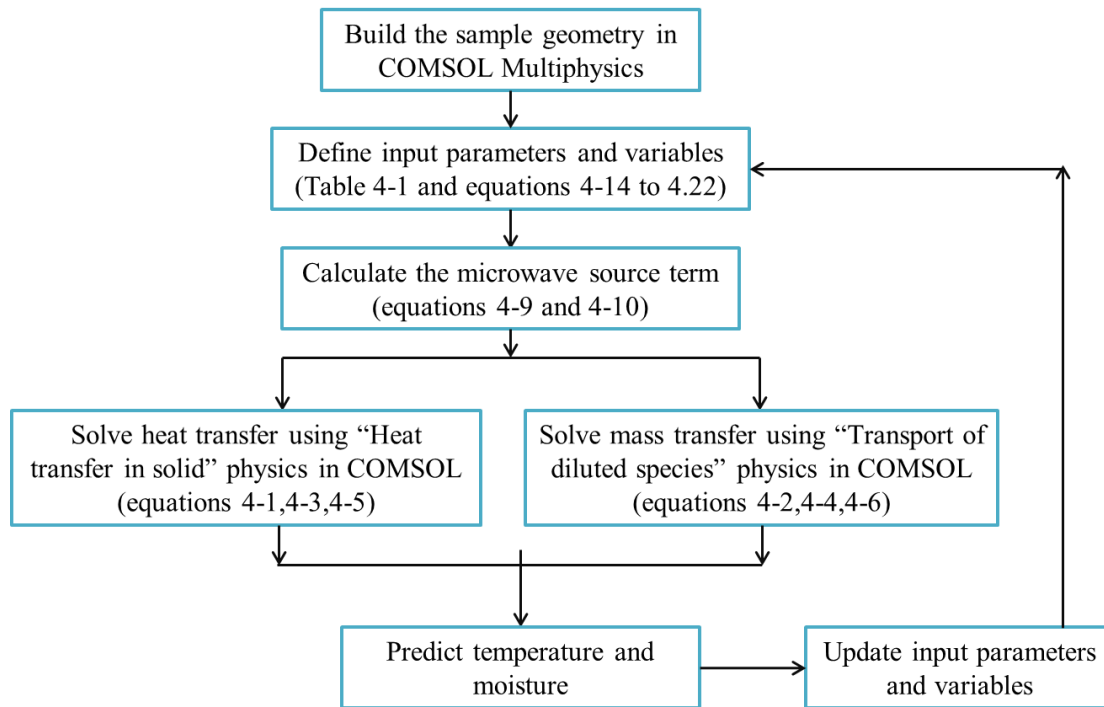 Build the sample geometry in
COMSOL Multiphysics
Define input parameters and variables
(Table 4-1 and equations 4-14 to 4.22)
Calculate the microwave source term
(equations 4-9 and 4-10)
Solve heat transfer using “Heat
transfer in solid” physics in COMSOL
(equations 4-1,4-3,4-5)
Solve mass transfer using “Transport of
diluted species” physics in COMSOL
(equations 4-2,4-4,4-6)
Predict temperature and
moisture
Update input parameters
and variables